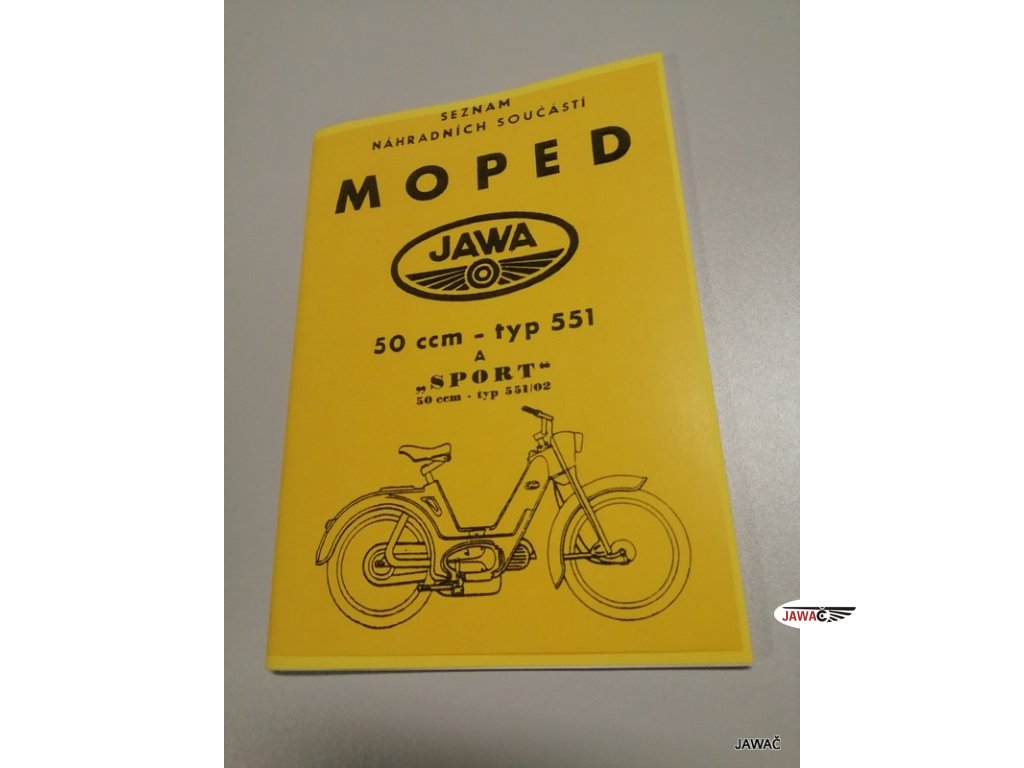 SEZNAM
NÁHRADNÍCH SOUČÁSTÍ
MOPED
JAWA
50 ccm - typ 551
A
„SPORT“
50 ccm - typ 551/02
JAWAČ
JAWAČ